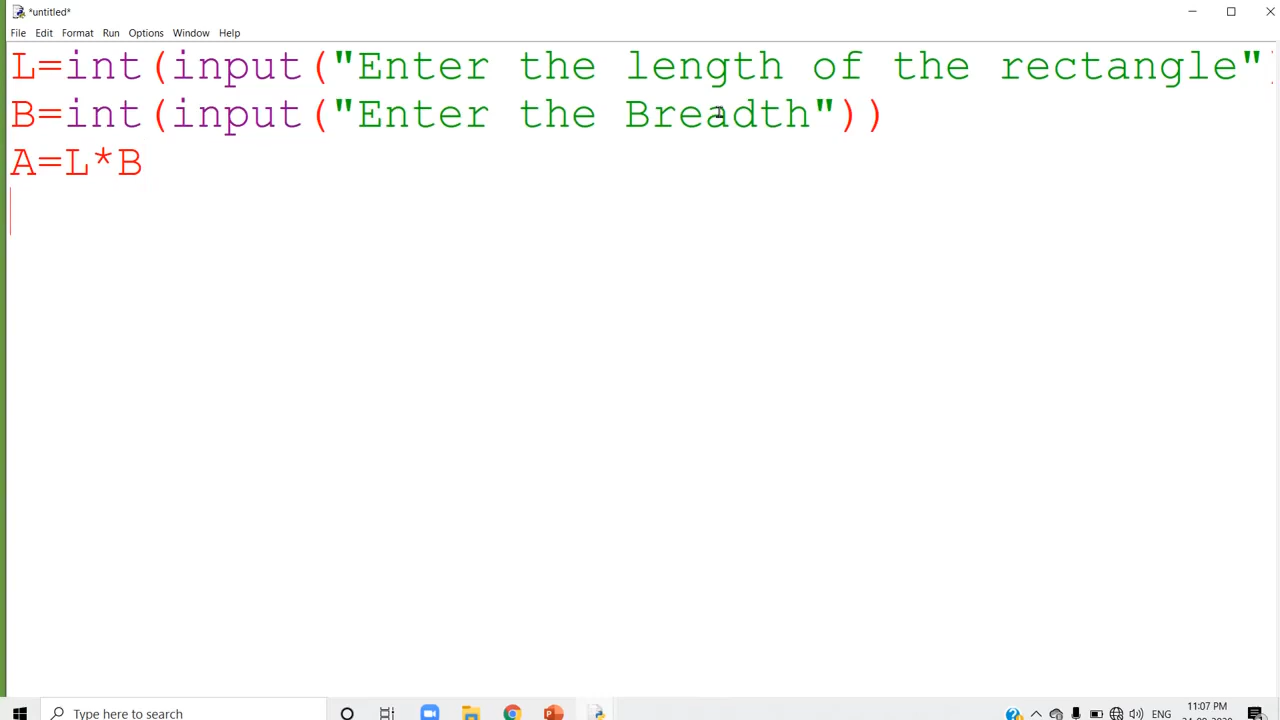 *untitled*
File Edit Format Run Options Window Help
L=int(input("Enter the length of the rectangle"
B=int(input("Enter the Breadth"))
A=L*B
Type here to search
ENG
11:07 PM